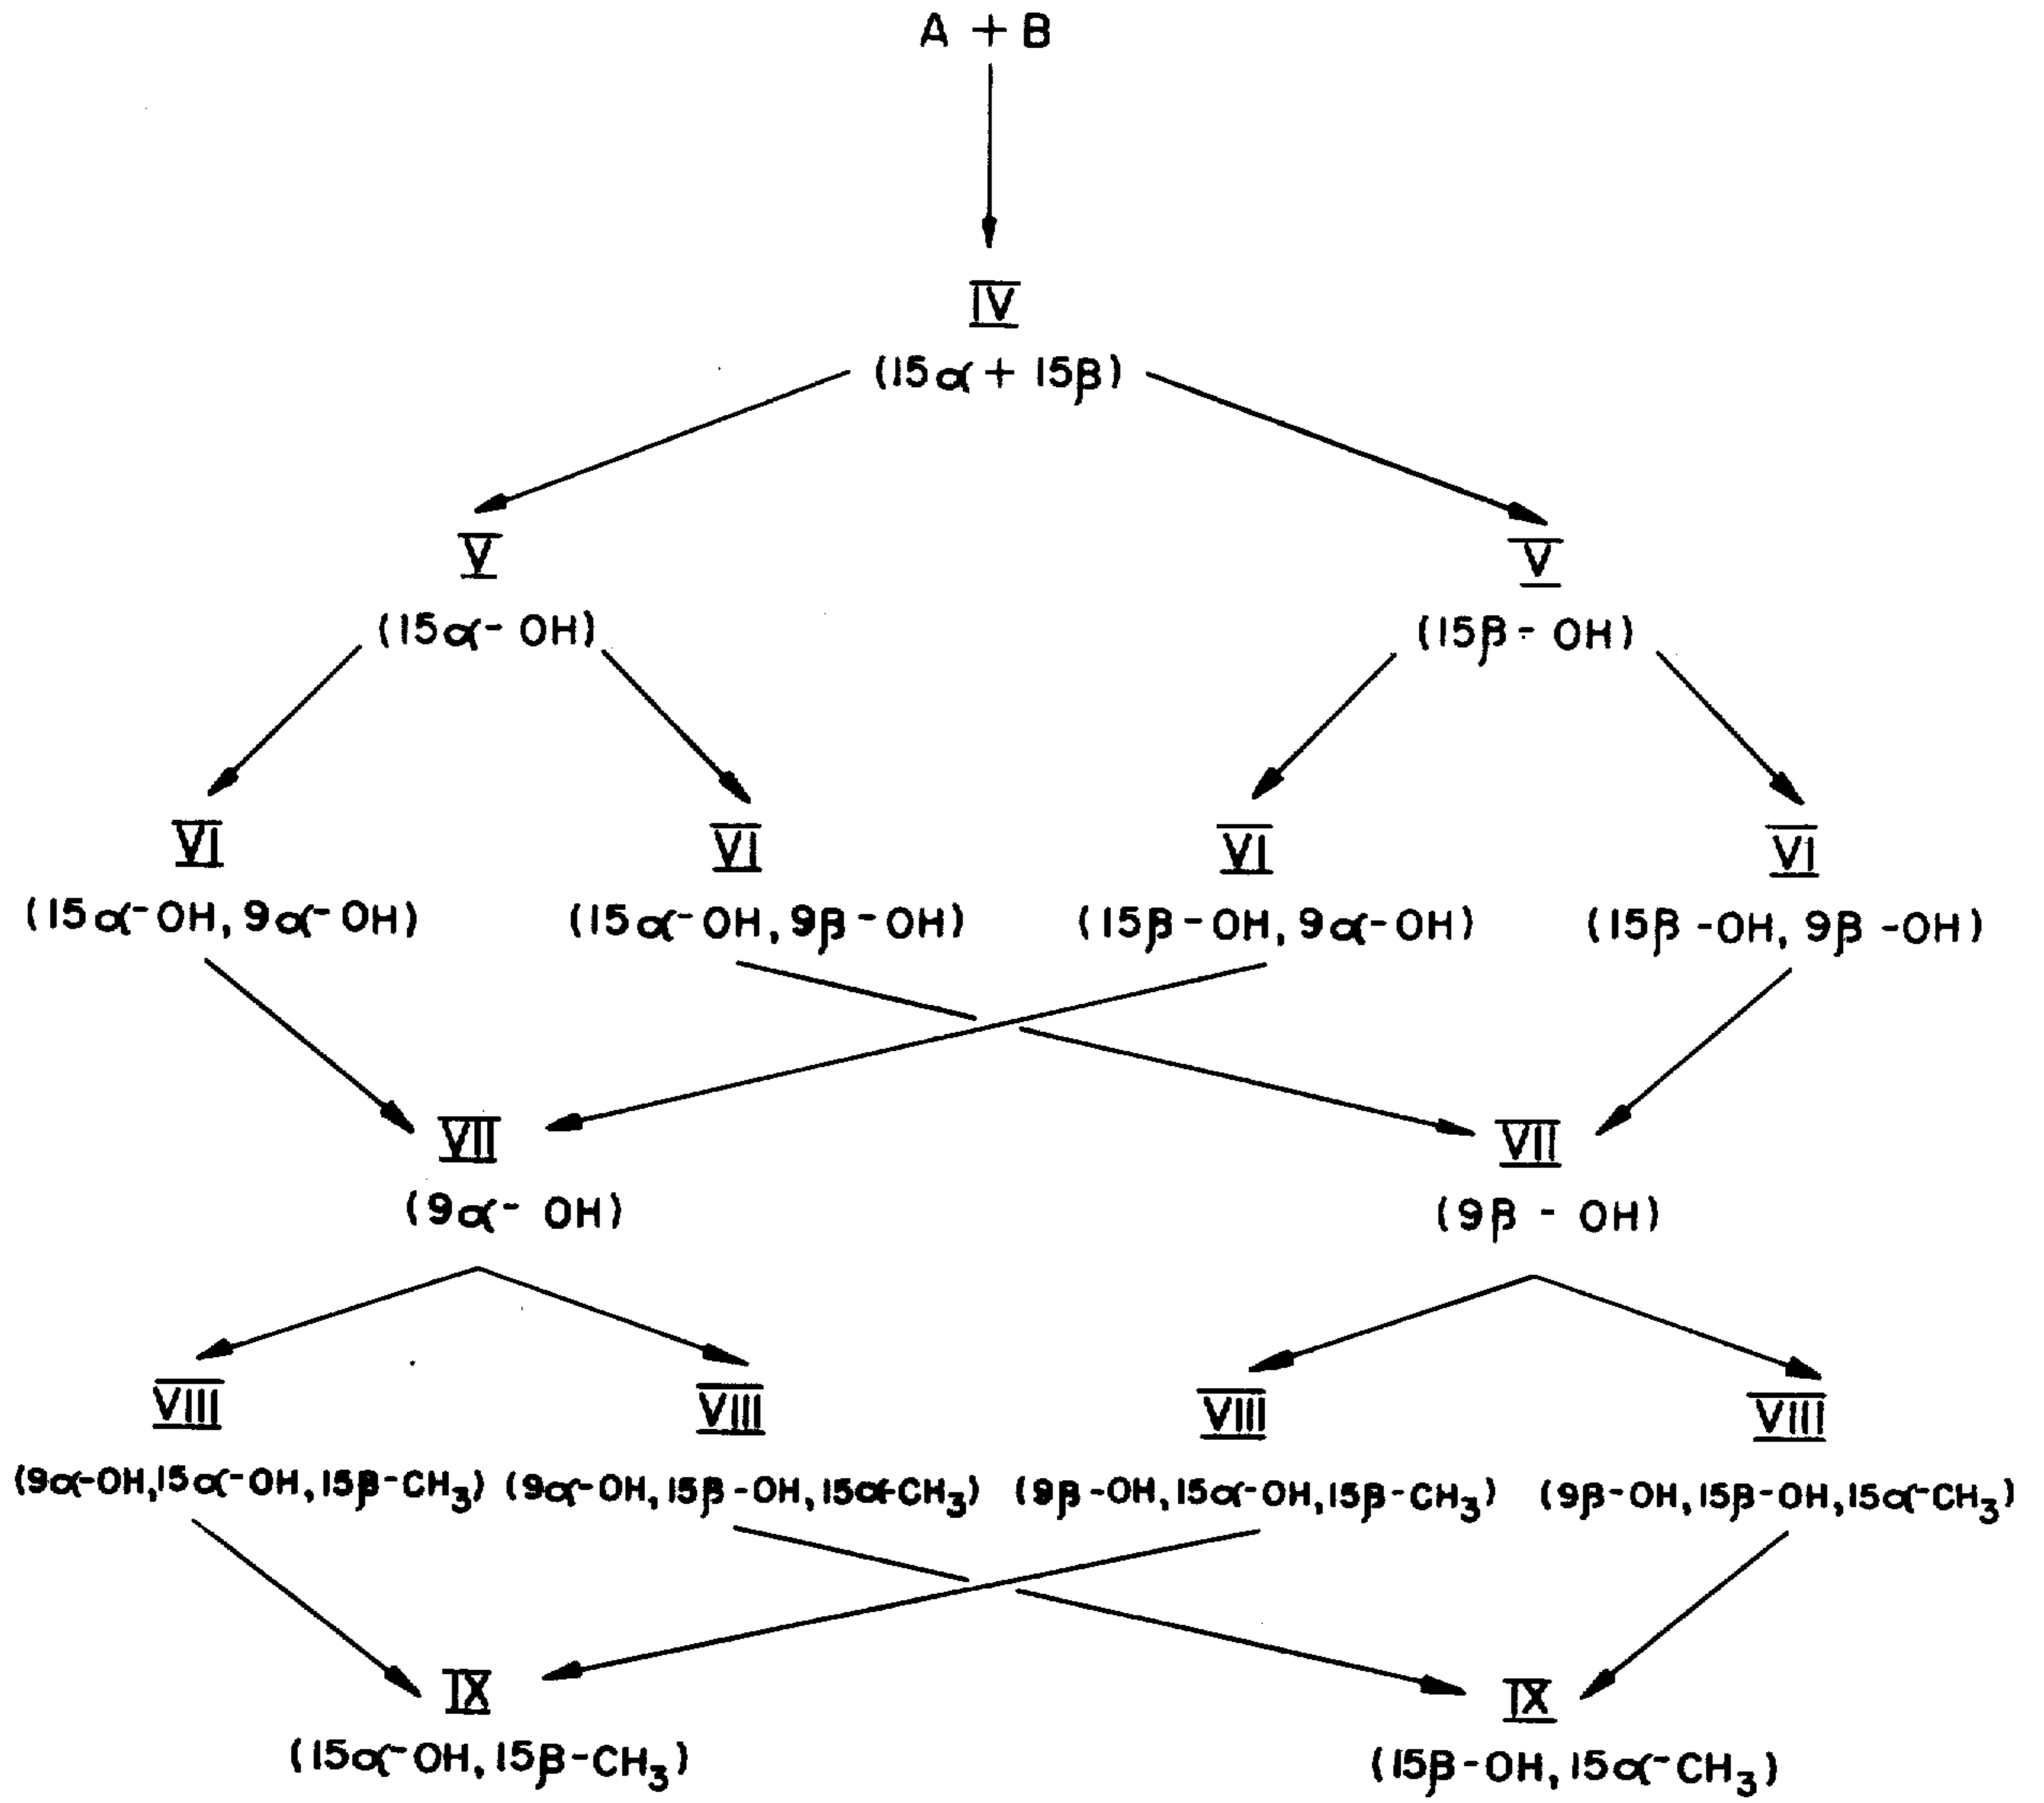 A + B
IV
(15α + 15β)
V V
(15α- OH) (15β- OH)
VI VI VI VI
(15α-OH, 9α-OH) (15α-OH, 9β-OH) (15β-OH, 9α-OH) (15β-OH, 9β-OH)
VII VII
(9α- OH) (9β - OH)
VIII VIII VIII VIII
(9α-OH,15α-OH,15β-CH₃) (9α-OH,15β-OH,15α-CH₃) (9β-OH,15α-OH,15β-CH₃) (9β-OH,15β-OH,15α-CH₃)
IX IX
(15α-OH, 15β-CH₃) (15β-OH, 15α-CH₃)